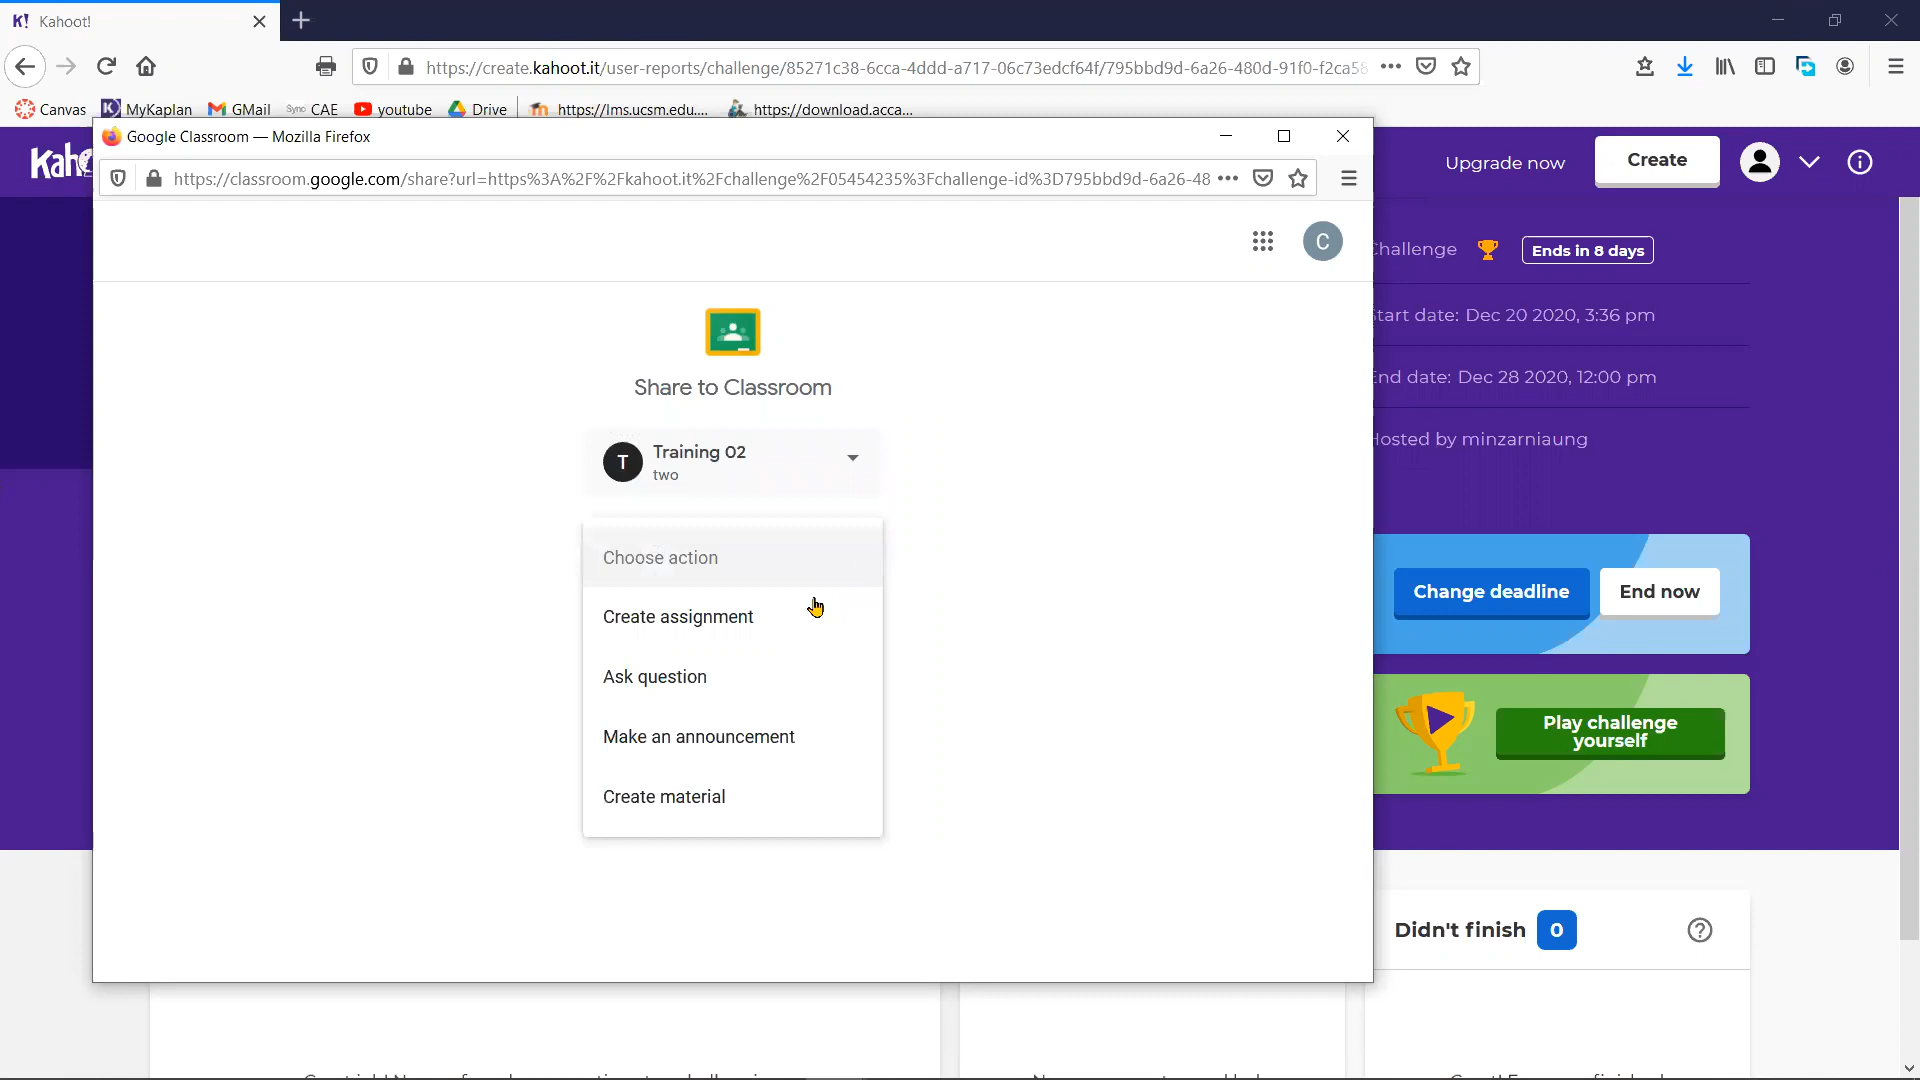 Kahoot!
https://create.kahoot.it/user-reports/challenge/85271c38-6cca-4ddd-a717-06c73edcf64f/795bbd9d-6a26-480d-91f0-f2ca58
Canvas MyKaplan GMail Sync CAE youtube Drive https://lms.ucsm.edu.... https://download.acca...
Google Classroom — Mozilla Firefox
https://classroom.google.com/share?url=https%3A%2F%2Fkahoot.it%2Fchallenge%2F05454235%3Fchallenge-id%3D795bbd9d-6a26-48
Upgrade now
Create
C
Challenge
Ends in 8 days
Share to Classroom
Start date: Dec 20 2020, 3:36 pm
End date: Dec 28 2020, 12:00 pm
T
Training 02
two
Hosted by minzarniaung
Choose action
Create assignment
Ask question
Make an announcement
Create material
Change deadline
End now
Play challenge
yourself
Didn't finish 0